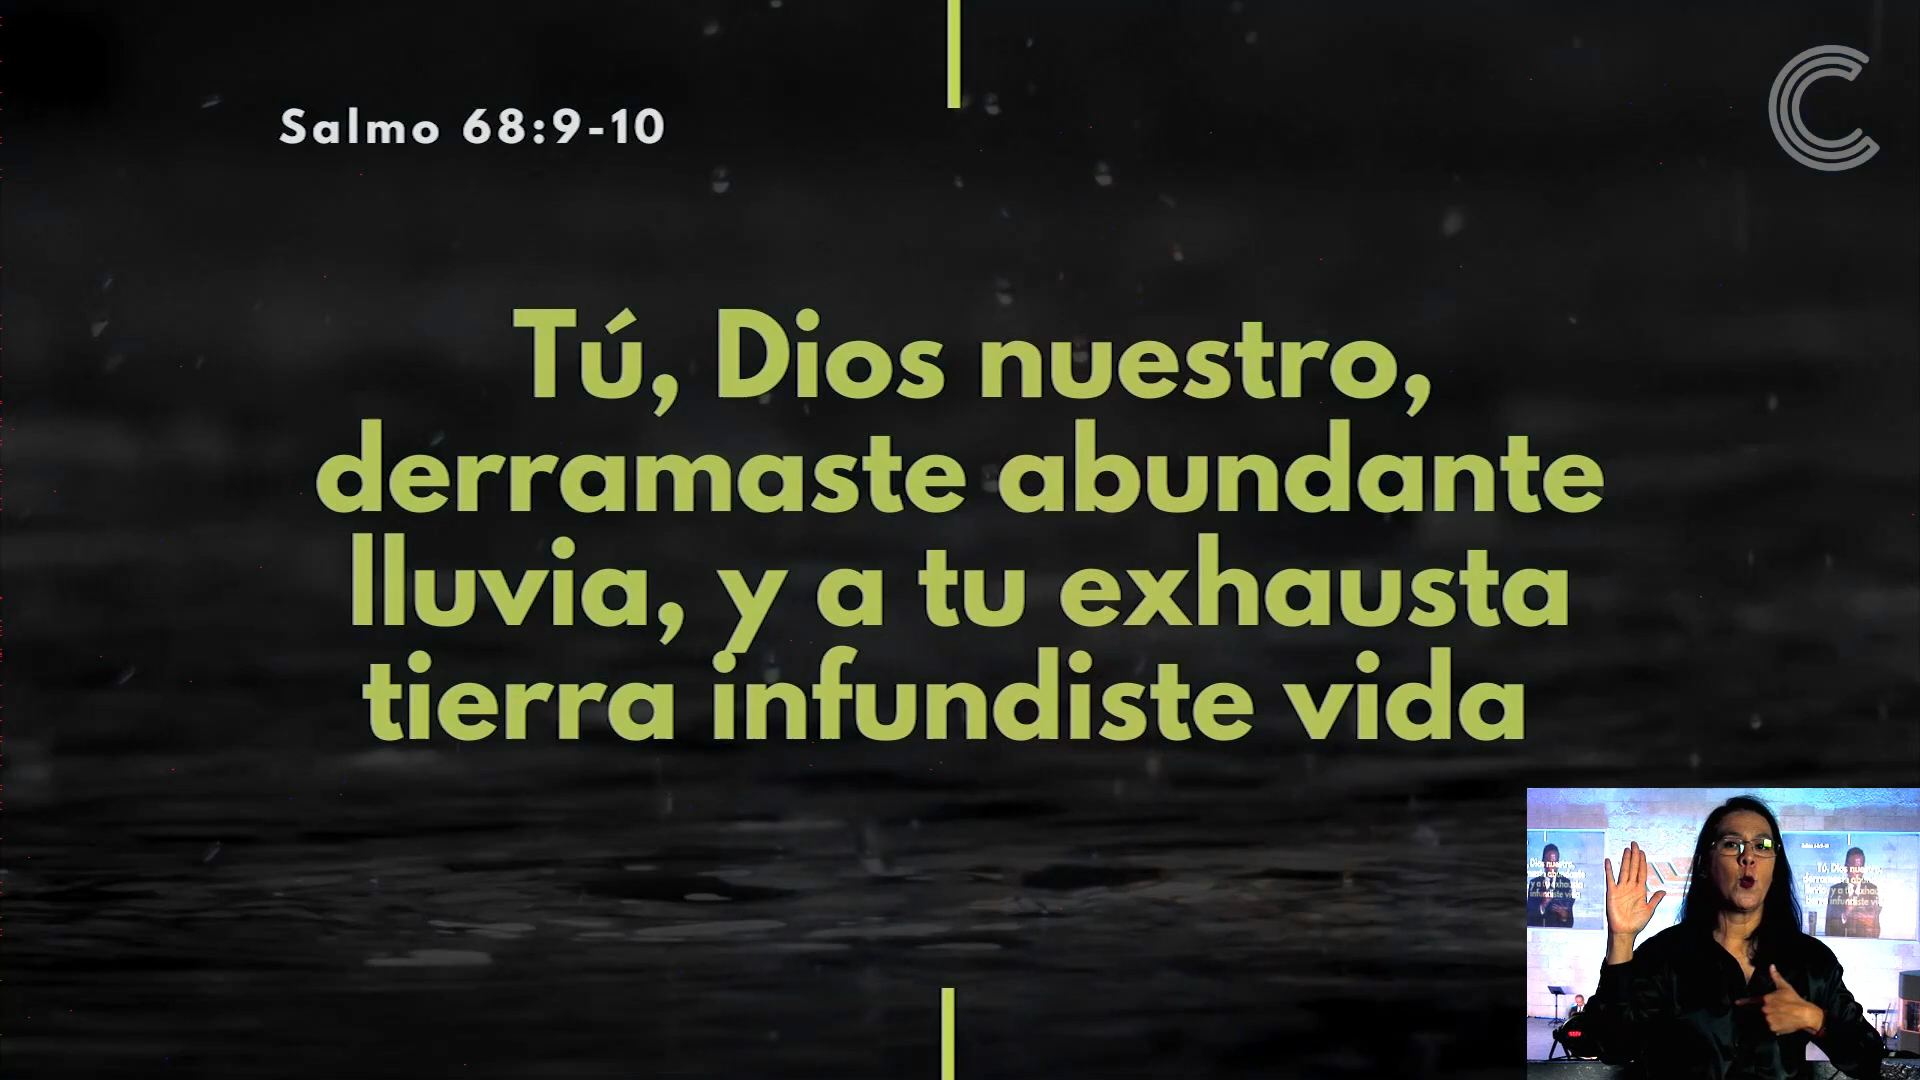 Salmo 68:9-10
Tú, Dios nuestro,
derramaste abundante
lluvia, y a tu exhausta
tierra infundiste vida